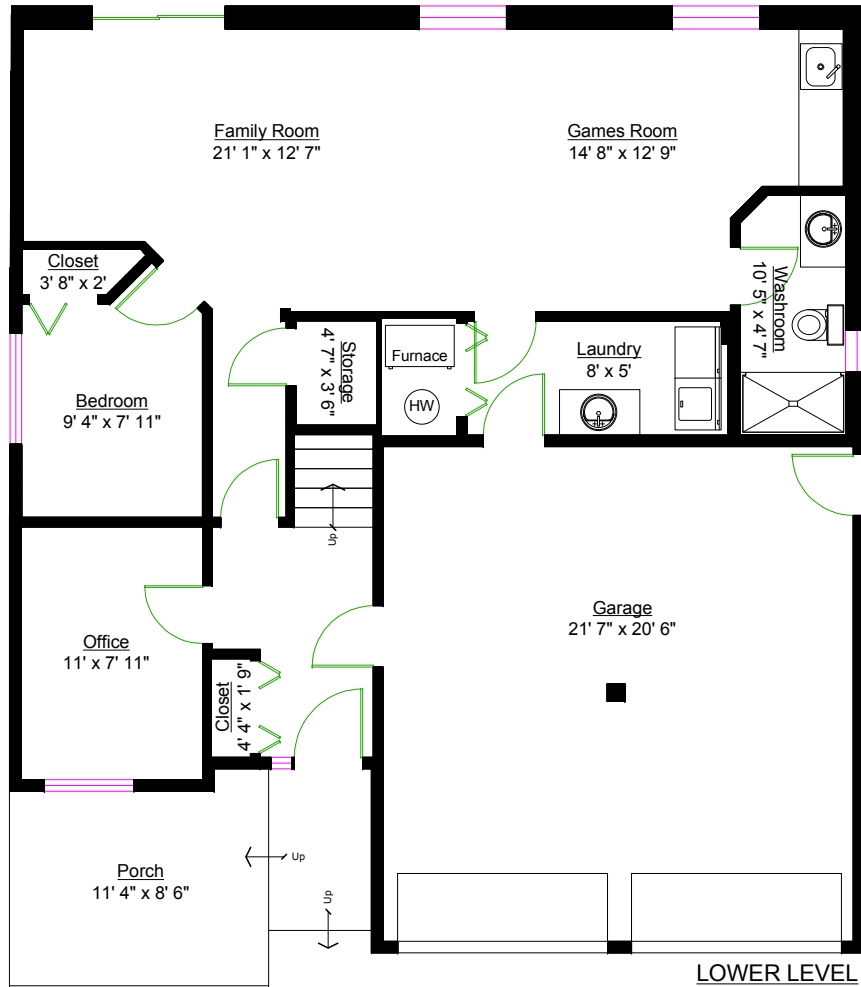 Family Room
21' 1" x 12' 7"
Games Room
14' 8" x 12' 9"
Closet
3' 8" x 2'
Washroom
10' 5" x 4' 7"
Storage
4' 7" x 3' 6"
Furnace
HW
Laundry
8' x 5'
Bedroom
9' 4" x 7' 11"
Up
Garage
21' 7" x 20' 6"
Office
11' x 7' 11"
Closet
4' 4" x 1' 9"
Porch
11' 4" x 8' 6"
Up
Up
LOWER LEVEL